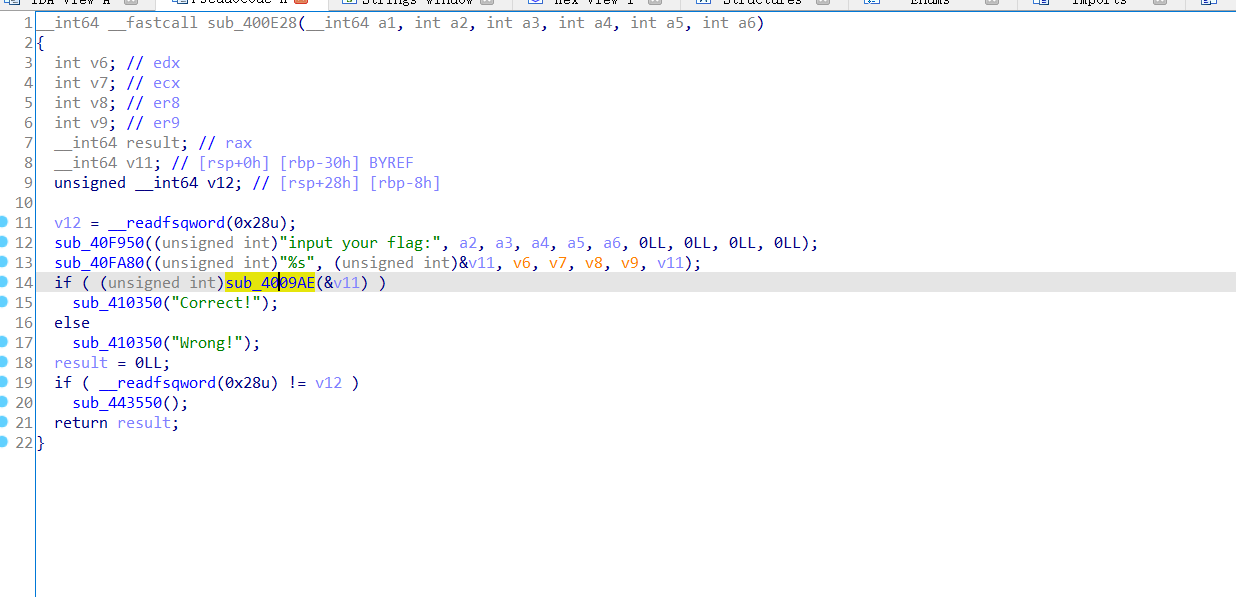 IDA View-A Pseudocode-A Strings window Hex View-1 Structures Enums Imports
1 __int64 __fastcall sub_400E28(__int64 a1, int a2, int a3, int a4, int a5, int a6)
2 {
3 int v6; // edx
4 int v7; // ecx
5 int v8; // er8
6 int v9; // er9
7 __int64 result; // rax
8 __int64 v11; // [rsp+0h] [rbp-30h] BYREF
9 unsigned __int64 v12; // [rsp+28h] [rbp-8h]
10
11 v12 = __readfsqword(0x28u);
12 sub_40F950((unsigned int)"input your flag:", a2, a3, a4, a5, a6, 0LL, 0LL, 0LL, 0LL);
13 sub_40FA80((unsigned int)"%s", (unsigned int)&v11, v6, v7, v8, v9, v11);
14 if ( (unsigned int)sub_4009AE(&v11) )
15 sub_410350("Correct!");
16 else
17 sub_410350("Wrong!");
18 result = 0LL;
19 if ( __readfsqword(0x28u) != v12 )
20 sub_443550();
21 return result;
22 }